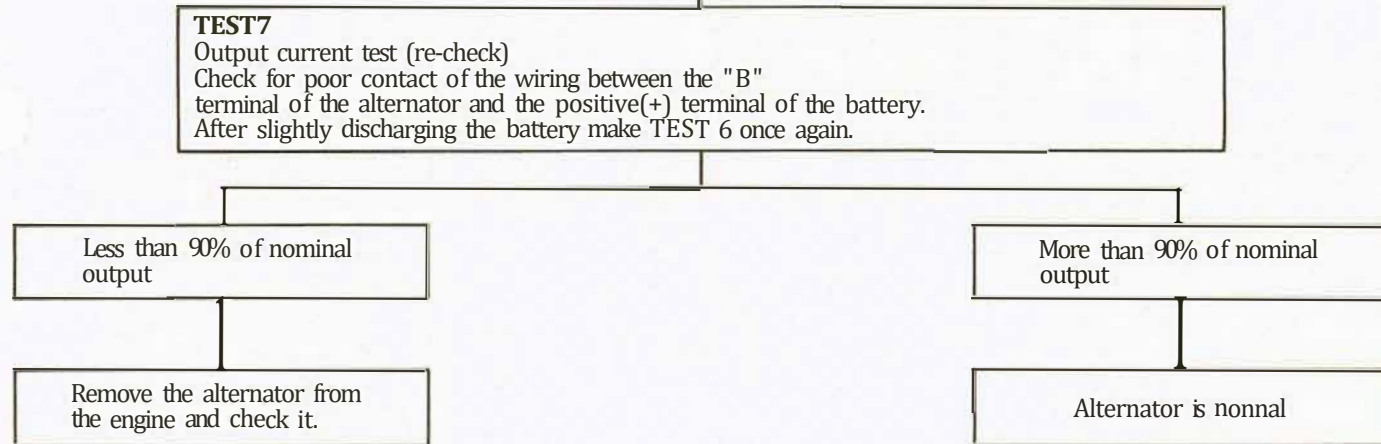 TEST7
Output current test (re-check)
Check for poor contact of the wiring between the "B"
terminal of the alternator and the positive(+) terminal of the battery.
After slightly discharging the battery make TEST 6 once again.
Less than 90% of nominal
output
More than 90% of nominal
output
Remove the alternator from
the engine and check it.
Alternator is nonnal